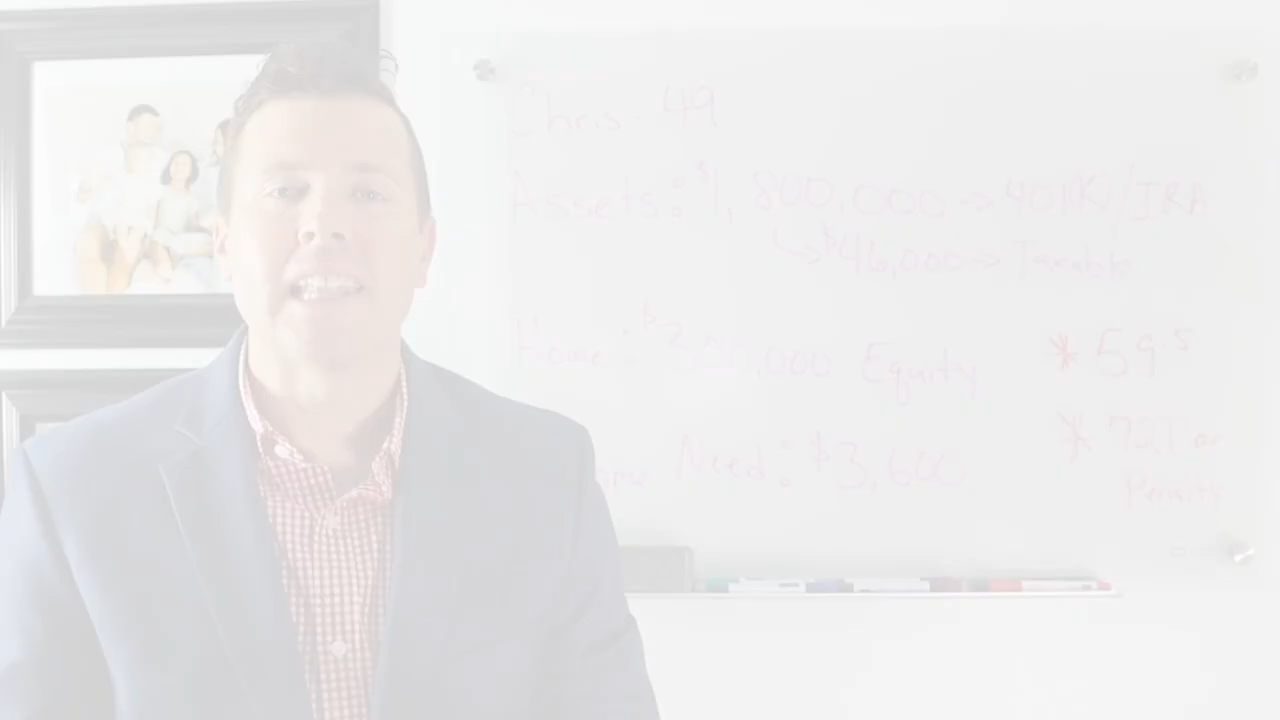 Chris - 49
Assets: $1,800,000 → 401(K)/IRA
↳ $46,000 → Taxable
Home: 000 Equity
* 59.5
Need: $3,600
* 72T or
Penalty